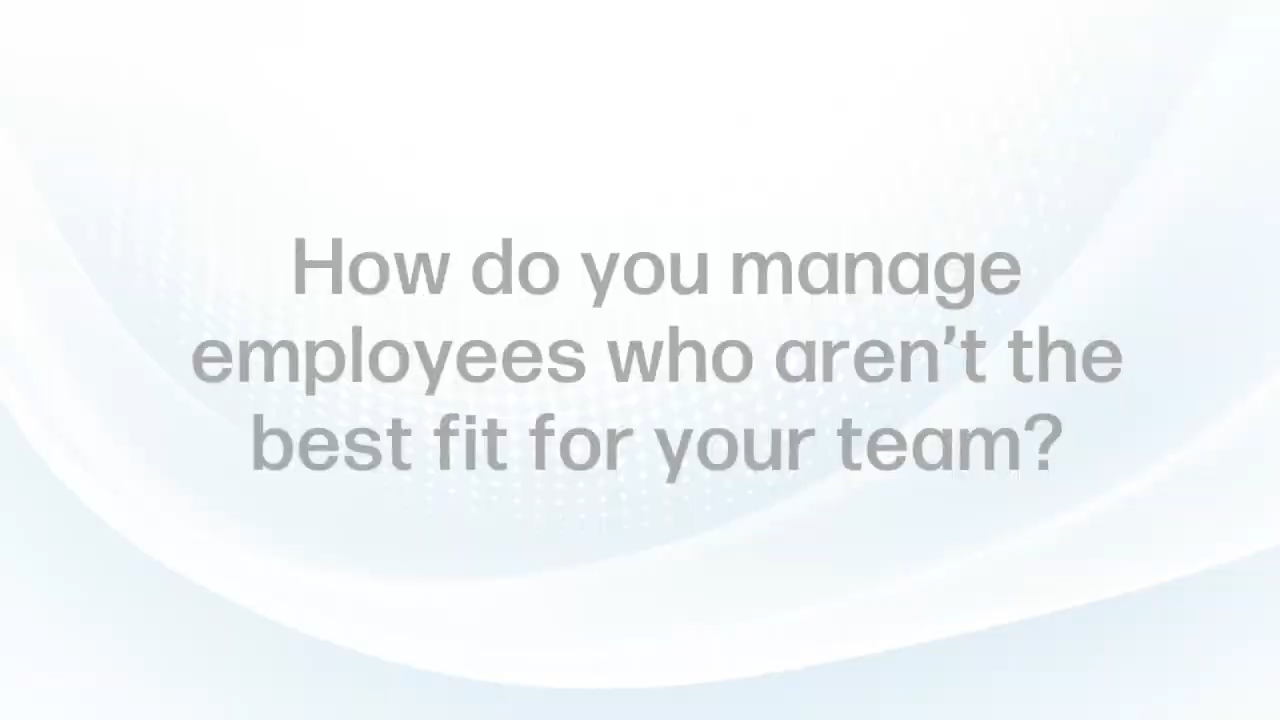 How do you manage
employees who aren’t the
best fit for your team?